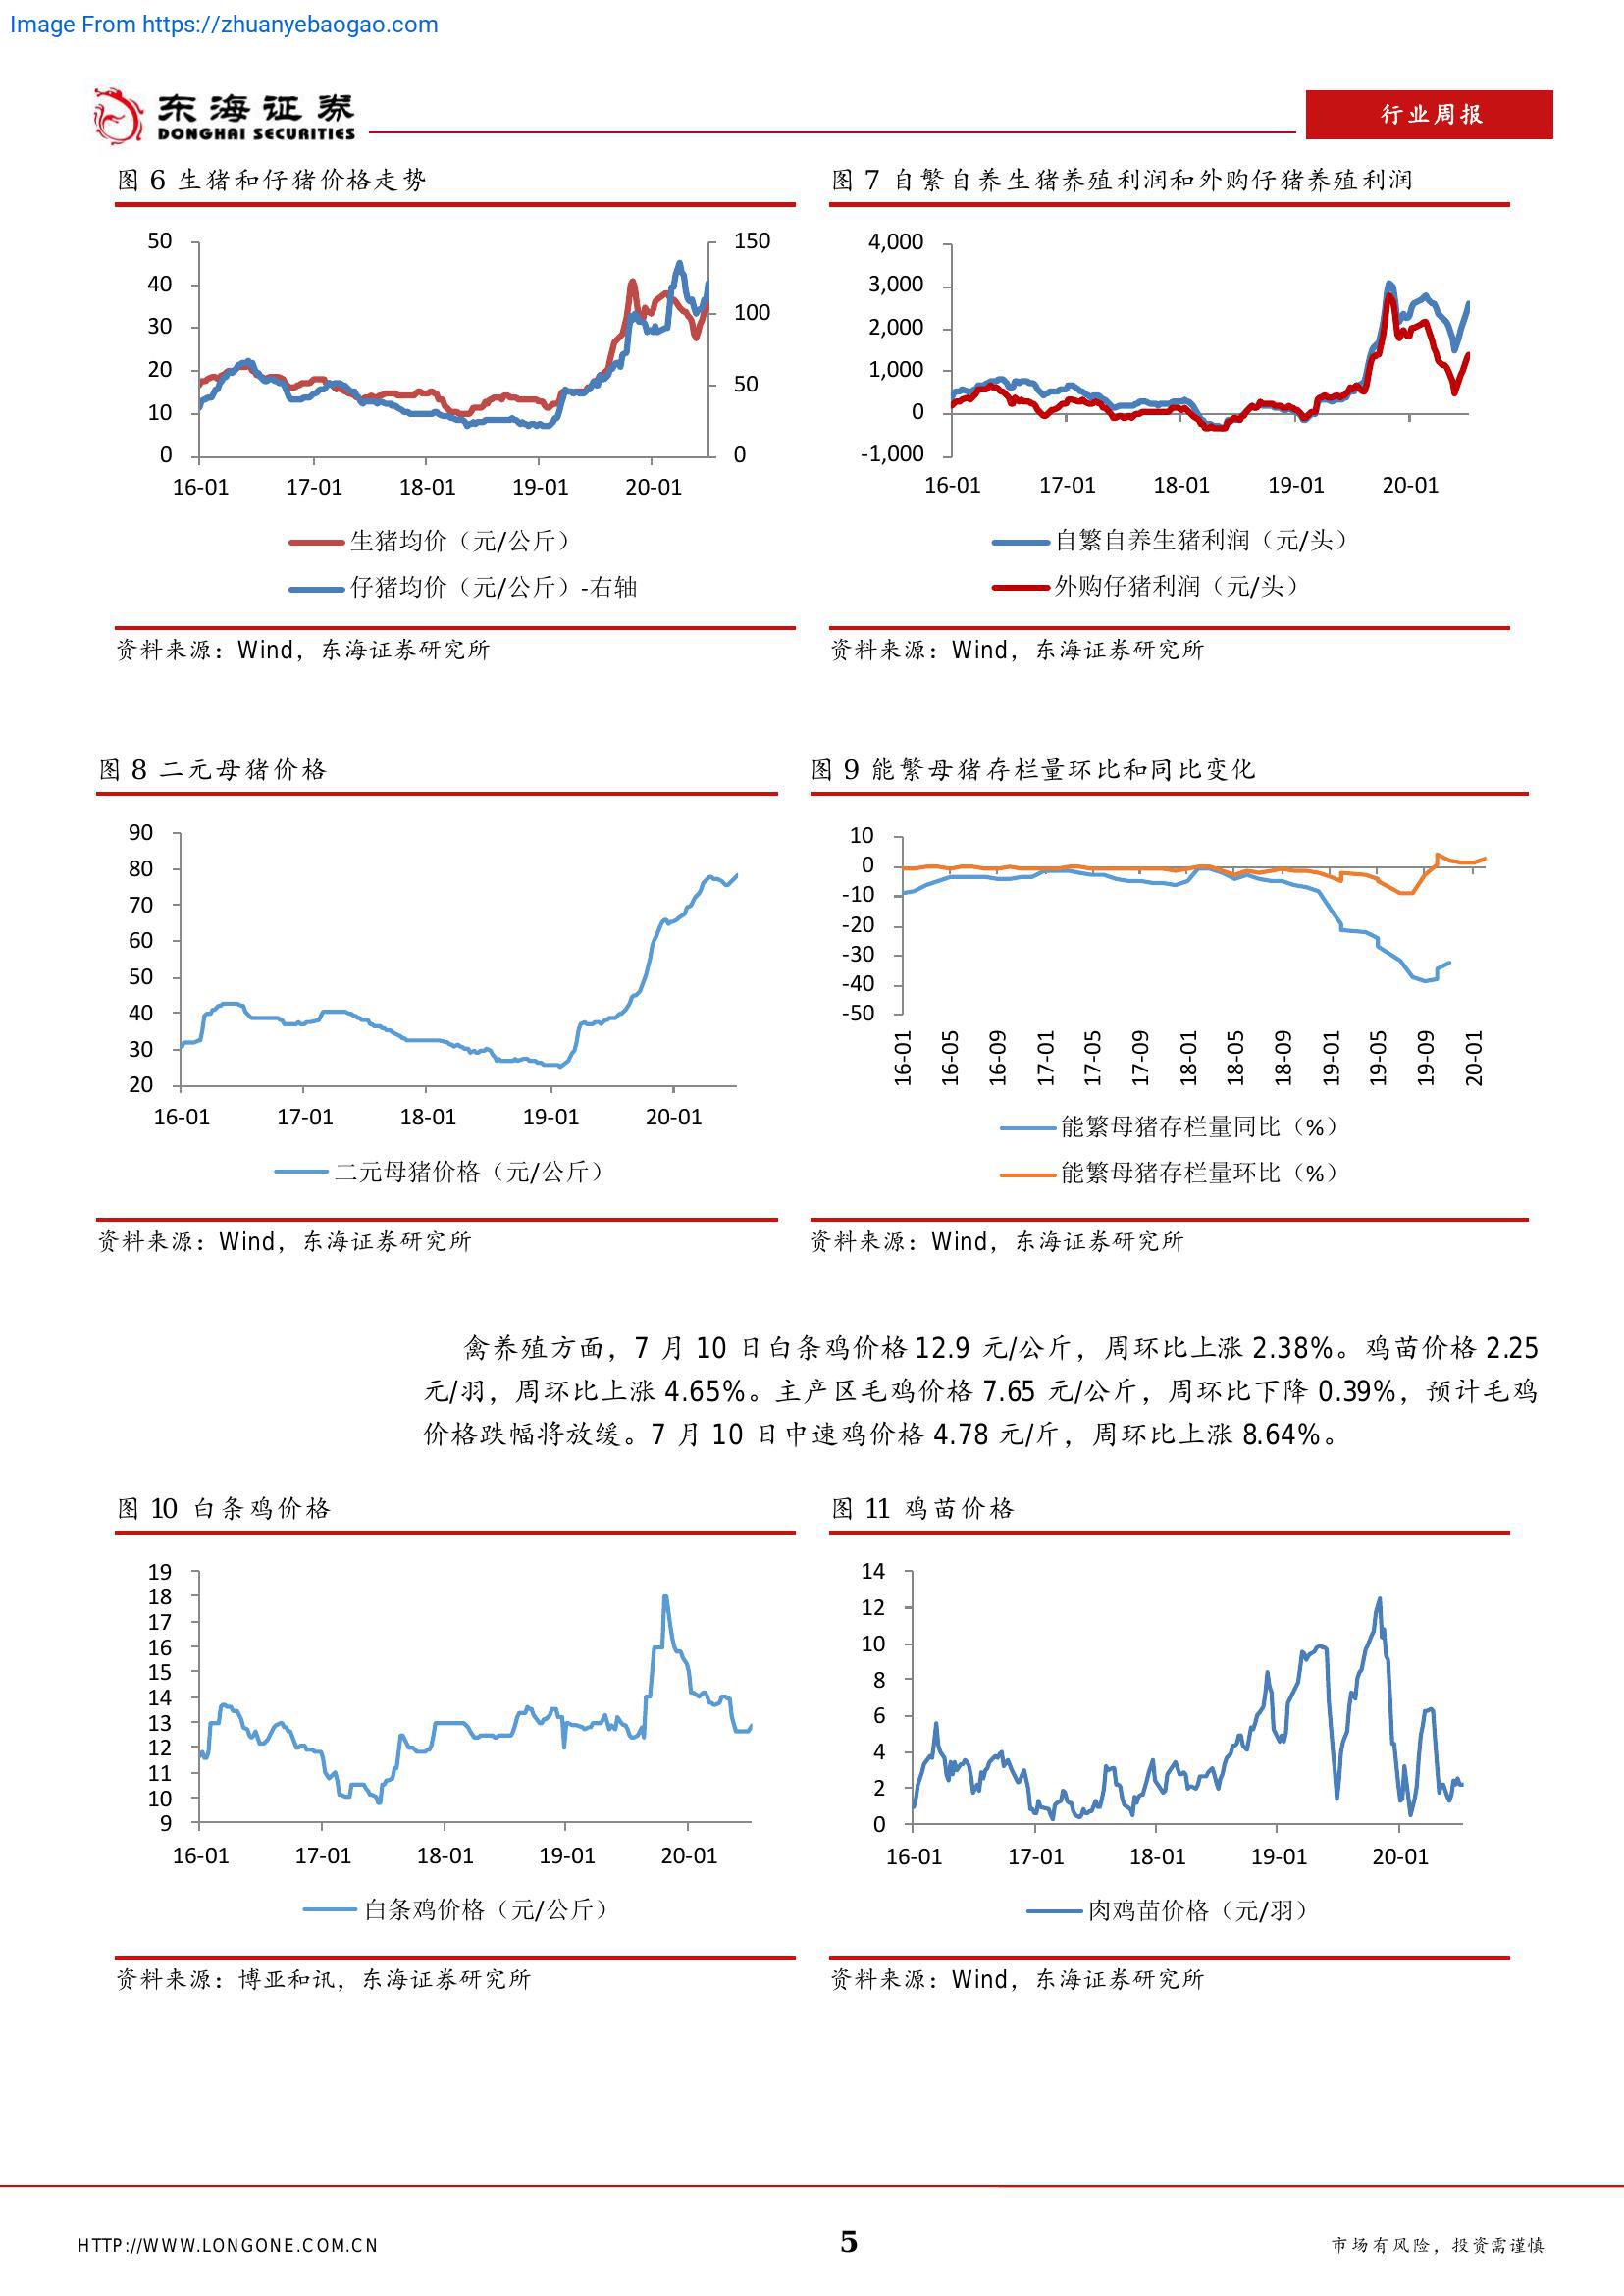 Image From https://zhuanyebaogao.com
东海证券
DONGHAI SECURITIES
行业周报
图 6 生猪和仔猪价格走势
50
40
30
20
10
0
150
100
50
0
16-01 17-01 18-01 19-01 20-01
生猪均价（元/公斤）
仔猪均价（元/公斤）-右轴
资料来源：Wind，东海证券研究所
图 7 自繁自养生猪养殖利润和外购仔猪养殖利润
4,000
3,000
2,000
1,000
0
-1,000
16-01 17-01 18-01 19-01 20-01
自繁自养生猪利润（元/头）
外购仔猪利润（元/头）
资料来源：Wind，东海证券研究所
图 8 二元母猪价格
90
80
70
60
50
40
30
20
16-01 17-01 18-01 19-01 20-01
二元母猪价格（元/公斤）
资料来源：Wind，东海证券研究所
图 9 能繁母猪存栏量环比和同比变化
10
0
-10
-20
-30
-40
-50
16-01 16-05 16-09 17-01 17-05 17-09 18-01 18-05 18-09 19-01 19-05 19-09 20-01
能繁母猪存栏量同比（%）
能繁母猪存栏量环比（%）
资料来源：Wind，东海证券研究所
禽养殖方面，7 月 10 日白条鸡价格 12.9 元/公斤，周环比上涨 2.38%。鸡苗价格 2.25
元/羽，周环比上涨 4.65%。主产区毛鸡价格 7.65 元/公斤，周环比下降 0.39%，预计毛鸡
价格跌幅将放缓。7 月 10 日中速鸡价格 4.78 元/斤，周环比上涨 8.64%。
图 10 白条鸡价格
19
18
17
16
15
14
13
12
11
10
9
16-01 17-01 18-01 19-01 20-01
白条鸡价格（元/公斤）
资料来源：博亚和讯，东海证券研究所
图 11 鸡苗价格
14
12
10
8
6
4
2
0
16-01 17-01 18-01 19-01 20-01
肉鸡苗价格（元/羽）
资料来源：Wind，东海证券研究所
HTTP://WWW.LONGONE.COM.CN
5
市场有风险，投资需谨慎